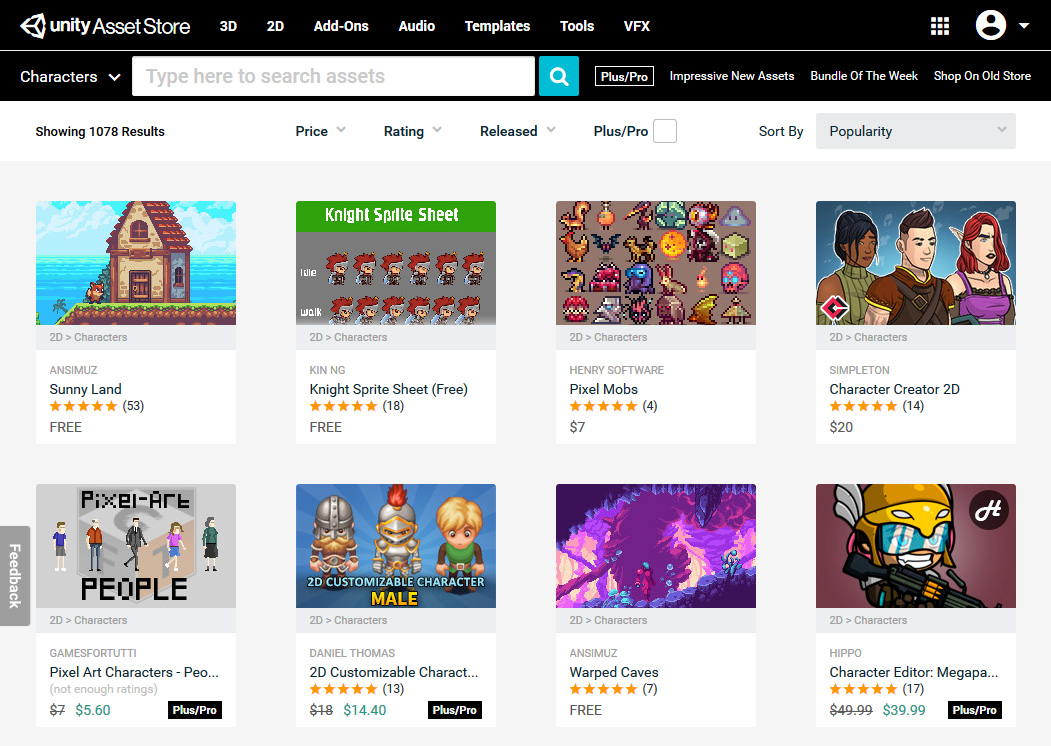 unity Asset Store 3D 2D Add-Ons Audio Templates Tools VFX
Characters Type here to search assets Plus/Pro Impressive New Assets Bundle Of The Week Shop On Old Store
Showing 1078 Results Price Rating Released Plus/Pro Sort By Popularity
Knight Sprite Sheet
Idle
walk
2D > Characters
ANSIMUZ
Sunny Land
(53)
FREE
2D > Characters
KIN NG
Knight Sprite Sheet (Free)
(18)
FREE
2D > Characters
HENRY SOFTWARE
Pixel Mobs
(4)
$7
2D > Characters
SIMPLETON
Character Creator 2D
(14)
$20
Feedback
Pixel-Art
PEOPLE
2D > Characters
GAMESFORTUTTI
Pixel Art Characters - Peo...
(not enough ratings)
$7 $5.60 Plus/Pro
2D CUSTOMIZABLE CHARACTER
MALE
2D > Characters
DANIEL THOMAS
2D Customizable Charact...
(13)
$18 $14.40 Plus/Pro
2D > Characters
ANSIMUZ
Warped Caves
(7)
FREE
H
2D > Characters
HIPPO
Character Editor: Megapa...
(17)
$49.99 $39.99 Plus/Pro